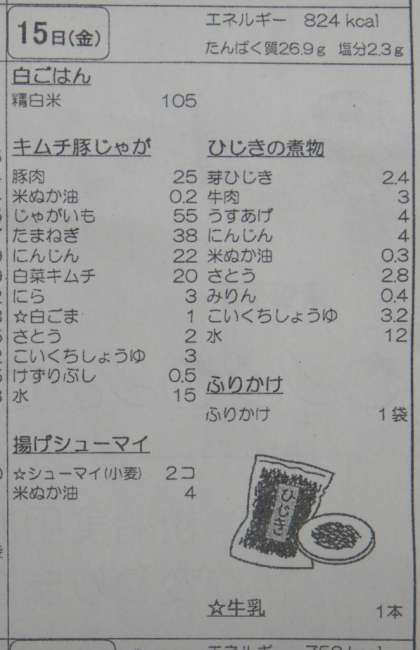 15日(金)
エネルギー 824 kcal
たんぱく質26.9g 塩分2.3g
白ごはん
精白米 105
キムチ豚じゃが
豚肉 25
米ぬか油 0.2
じゃがいも 55
たまねぎ 38
にんじん 22
白菜キムチ 20
にら 3
☆白ごま 1
さとう 2
こいくちしょうゆ 3
けずりぶし 0.5
水 15
揚げシューマイ
☆シューマイ(小麦) 2コ
米ぬか油 4
ひじきの煮物
芽ひじき 2.4
牛肉 3
うすあげ 4
にんじん 4
米ぬか油 0.3
さとう 2.8
みりん 0.4
こいくちしょうゆ 3.2
水 12
ふりかけ
ふりかけ 1袋
ひじき
☆牛乳 1本